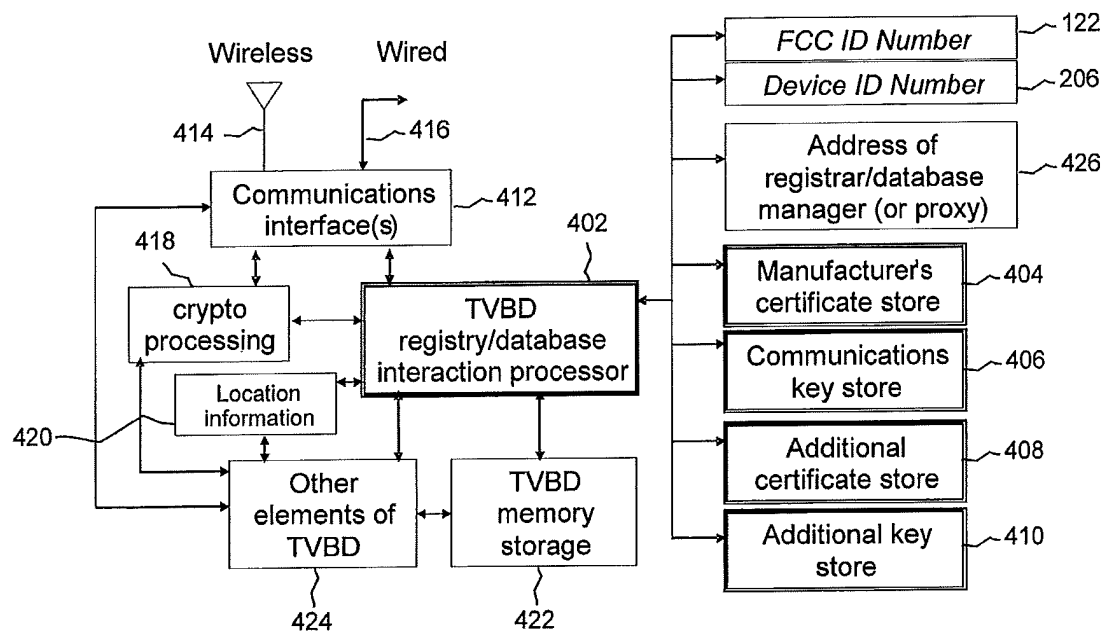 Wireless
Wired
414
416
Communications
interface(s)
412
418
crypto
processing
402
TVBD
registry/database
interaction processor
Location
information
420
Other
elements of
TVBD
424
TVBD
memory
storage
422
FCC ID Number
122
Device ID Number
206
Address of
registrar/database
manager (or proxy)
426
Manufacturer's
certificate store
404
Communications
key store
406
Additional
certificate store
408
Additional key
store
410